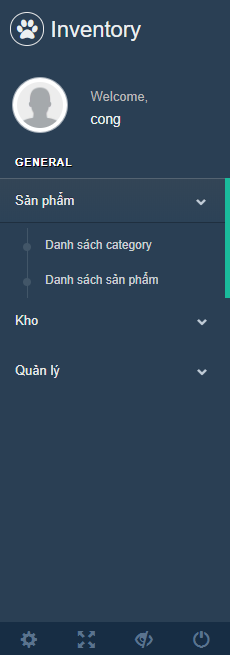 Inventory
Welcome,
cong
GENERAL
Sản phẩm
Danh sách category
Danh sách sản phẩm
Kho
Quản lý